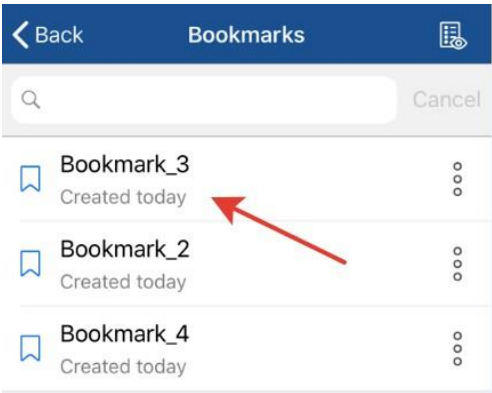 Back
Bookmarks
Cancel
Bookmark_3
Created today
Bookmark_2
Created today
Bookmark_4
Created today